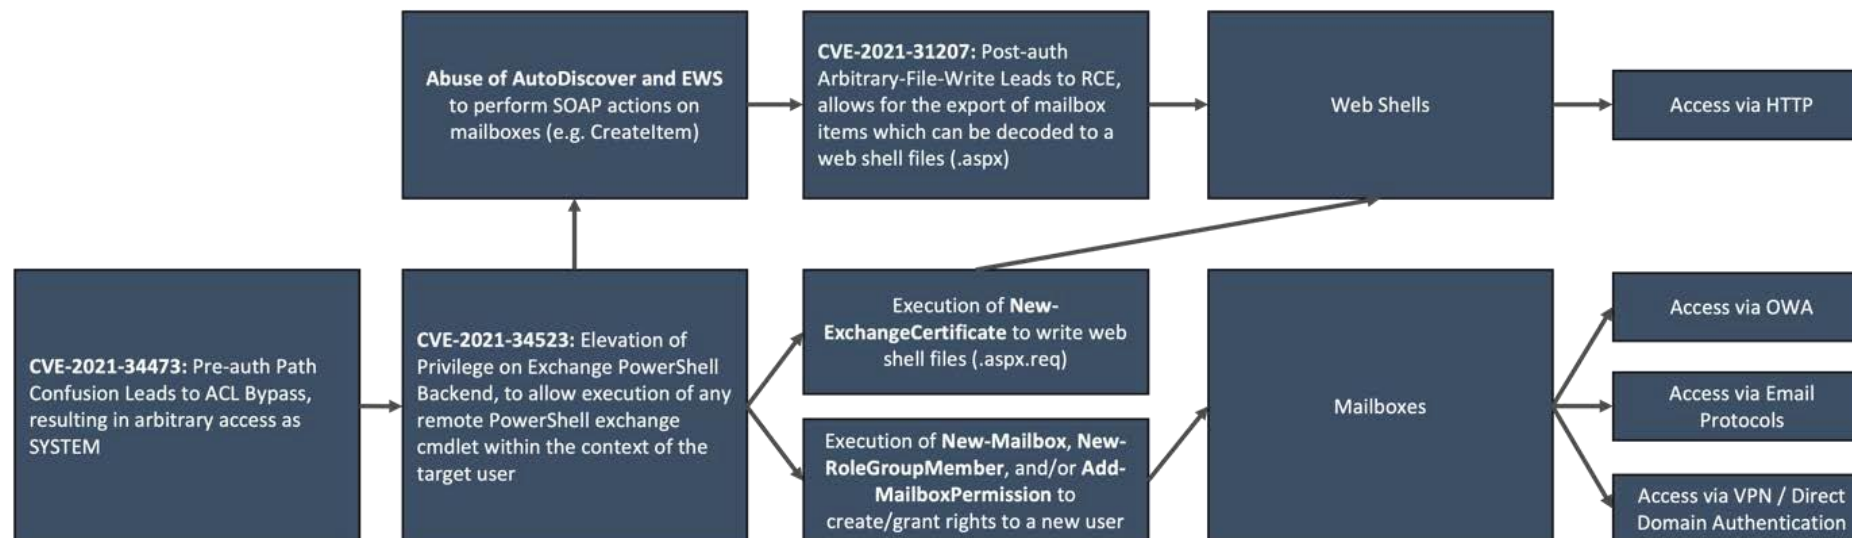 Abuse of AutoDiscover and EWS
to perform SOAP actions on
mailboxes (e.g. CreateItem)
CVE-2021-31207: Post-auth
Arbitrary-File-Write Leads to RCE,
allows for the export of mailbox
items which can be decoded to a
web shell files (.aspx)
Web Shells
Access via HTTP
CVE-2021-34473: Pre-auth Path
Confusion Leads to ACL Bypass,
resulting in arbitrary access as
SYSTEM
CVE-2021-34523: Elevation of
Privilege on Exchange PowerShell
Backend, to allow execution of any
remote PowerShell exchange
cmdlet within the context of the
target user
Execution of New-
ExchangeCertificate to write web
shell files (.aspx.req)
Execution of New-Mailbox, New-
RoleGroupMember, and/or Add-
MailboxPermission to
create/grant rights to a new user
Mailboxes
Access via OWA
Access via Email
Protocols
Access via VPN / Direct
Domain Authentication